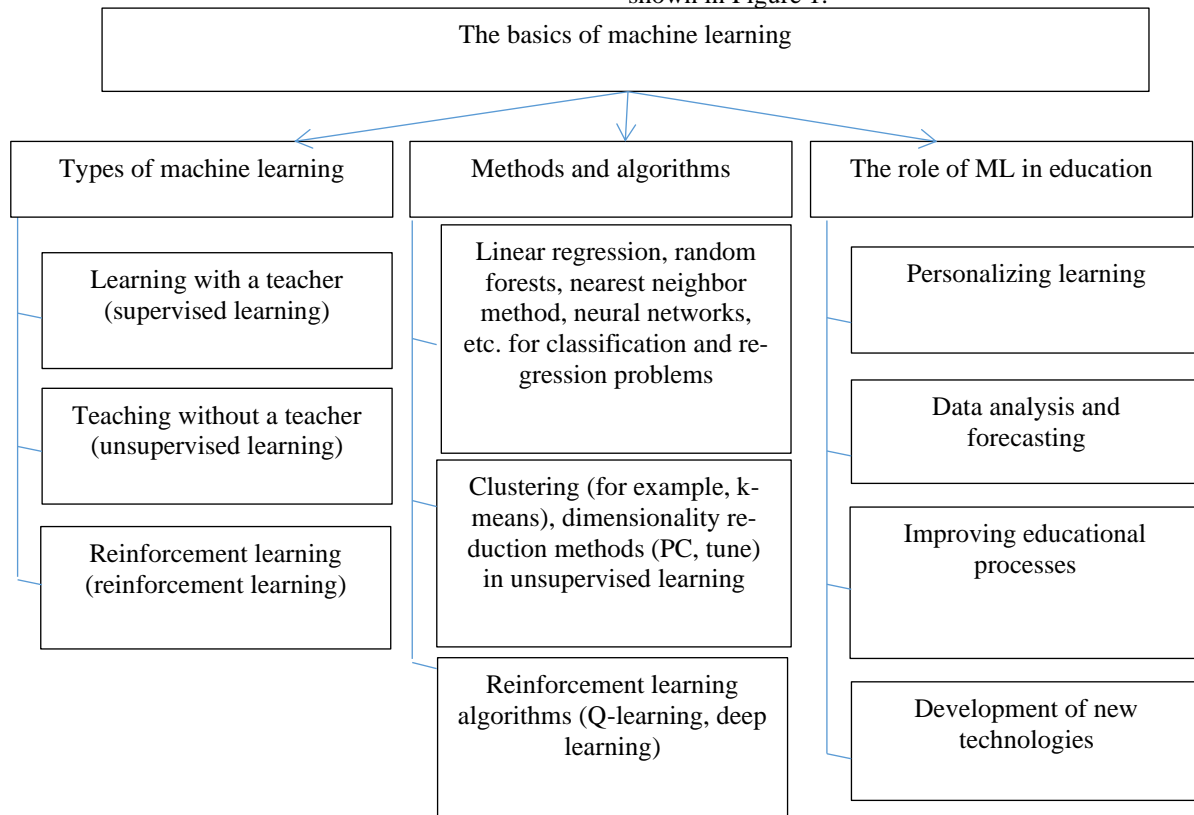 shown in Figure 1.
The basics of machine learning
Types of machine learning
Learning with a teacher
(supervised learning)
Teaching without a teacher
(unsupervised learning)
Reinforcement learning
(reinforcement learning)
Methods and algorithms
Linear regression, random
forests, nearest neighbor
method, neural networks,
etc. for classification and re-
gression problems
Clustering (for example, k-
means), dimensionality re-
duction methods (PC, tune)
in unsupervised learning
Reinforcement learning
algorithms (Q-learning, deep
learning)
The role of ML in education
Personalizing learning
Data analysis and
forecasting
Improving educational
processes
Development of new
technologies